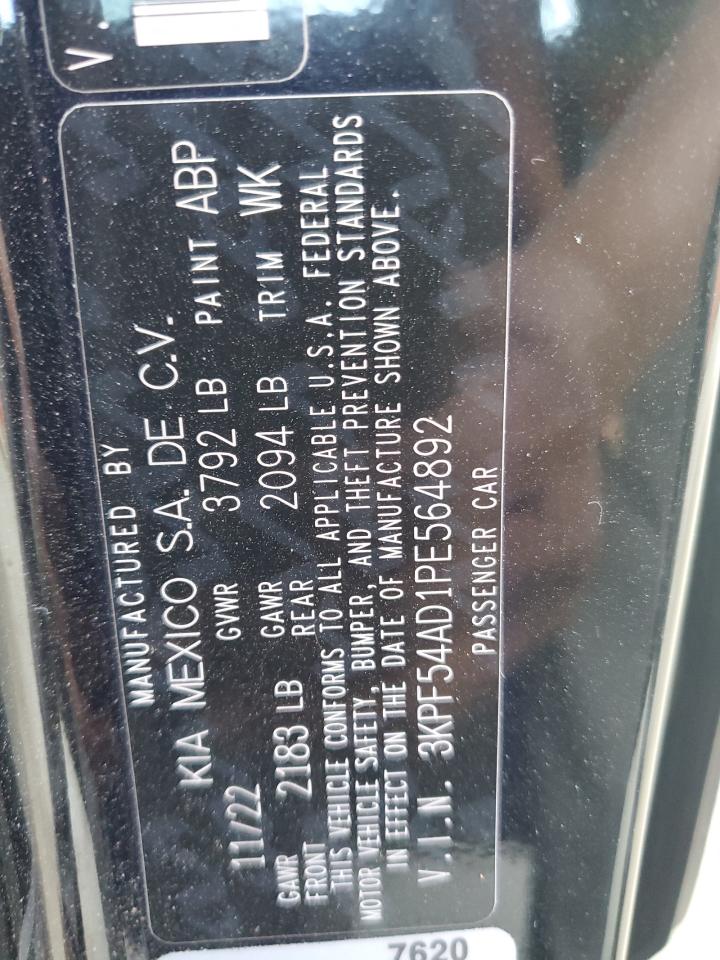 V.
MANUFACTURED BY
KIA MEXICO S.A. DE C.V.
11/22 GVWR 3792 LB PAINT ABP
GAWR FRONT 2183 LB GAWR REAR 2094 LB TRIM WK
THIS VEHICLE CONFORMS TO ALL APPLICABLE U.S.A. FEDERAL
MOTOR VEHICLE SAFETY, BUMPER, AND THEFT PREVENTION STANDARDS
IN EFFECT ON THE DATE OF MANUFACTURE SHOWN ABOVE.
V.I.N. 3KPF54AD1PE564892
PASSENGER CAR
7620